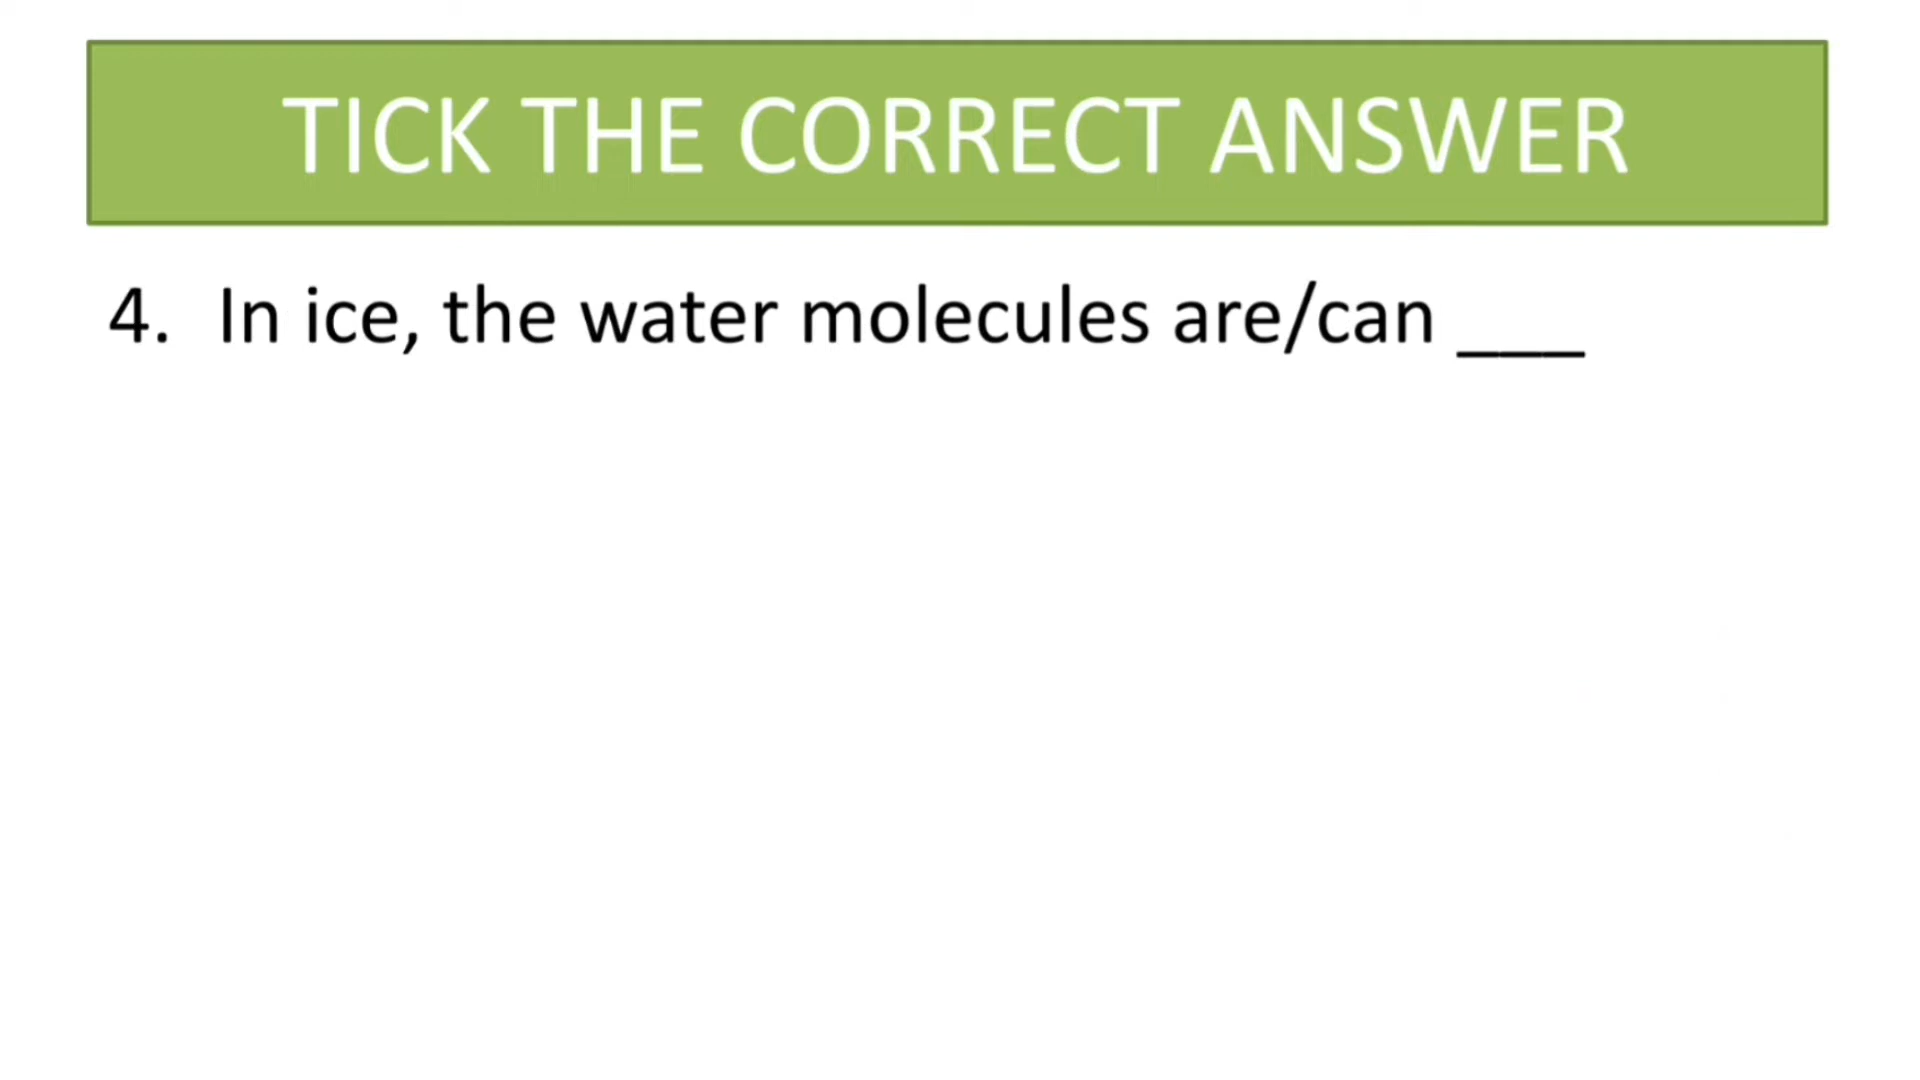 TICK THE CORRECT ANSWER
4. In ice, the water molecules are/can ___